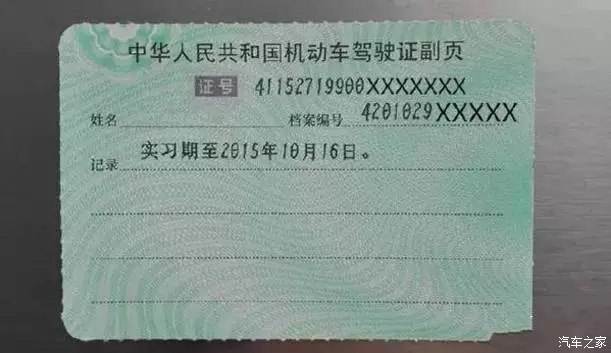 中华人民共和国机动车驾驶证副页
证号 41152719900XXXXXXX
姓名 档案编号 4201029XXXXX
记录 实习期至2015年10月16日。
汽车之家